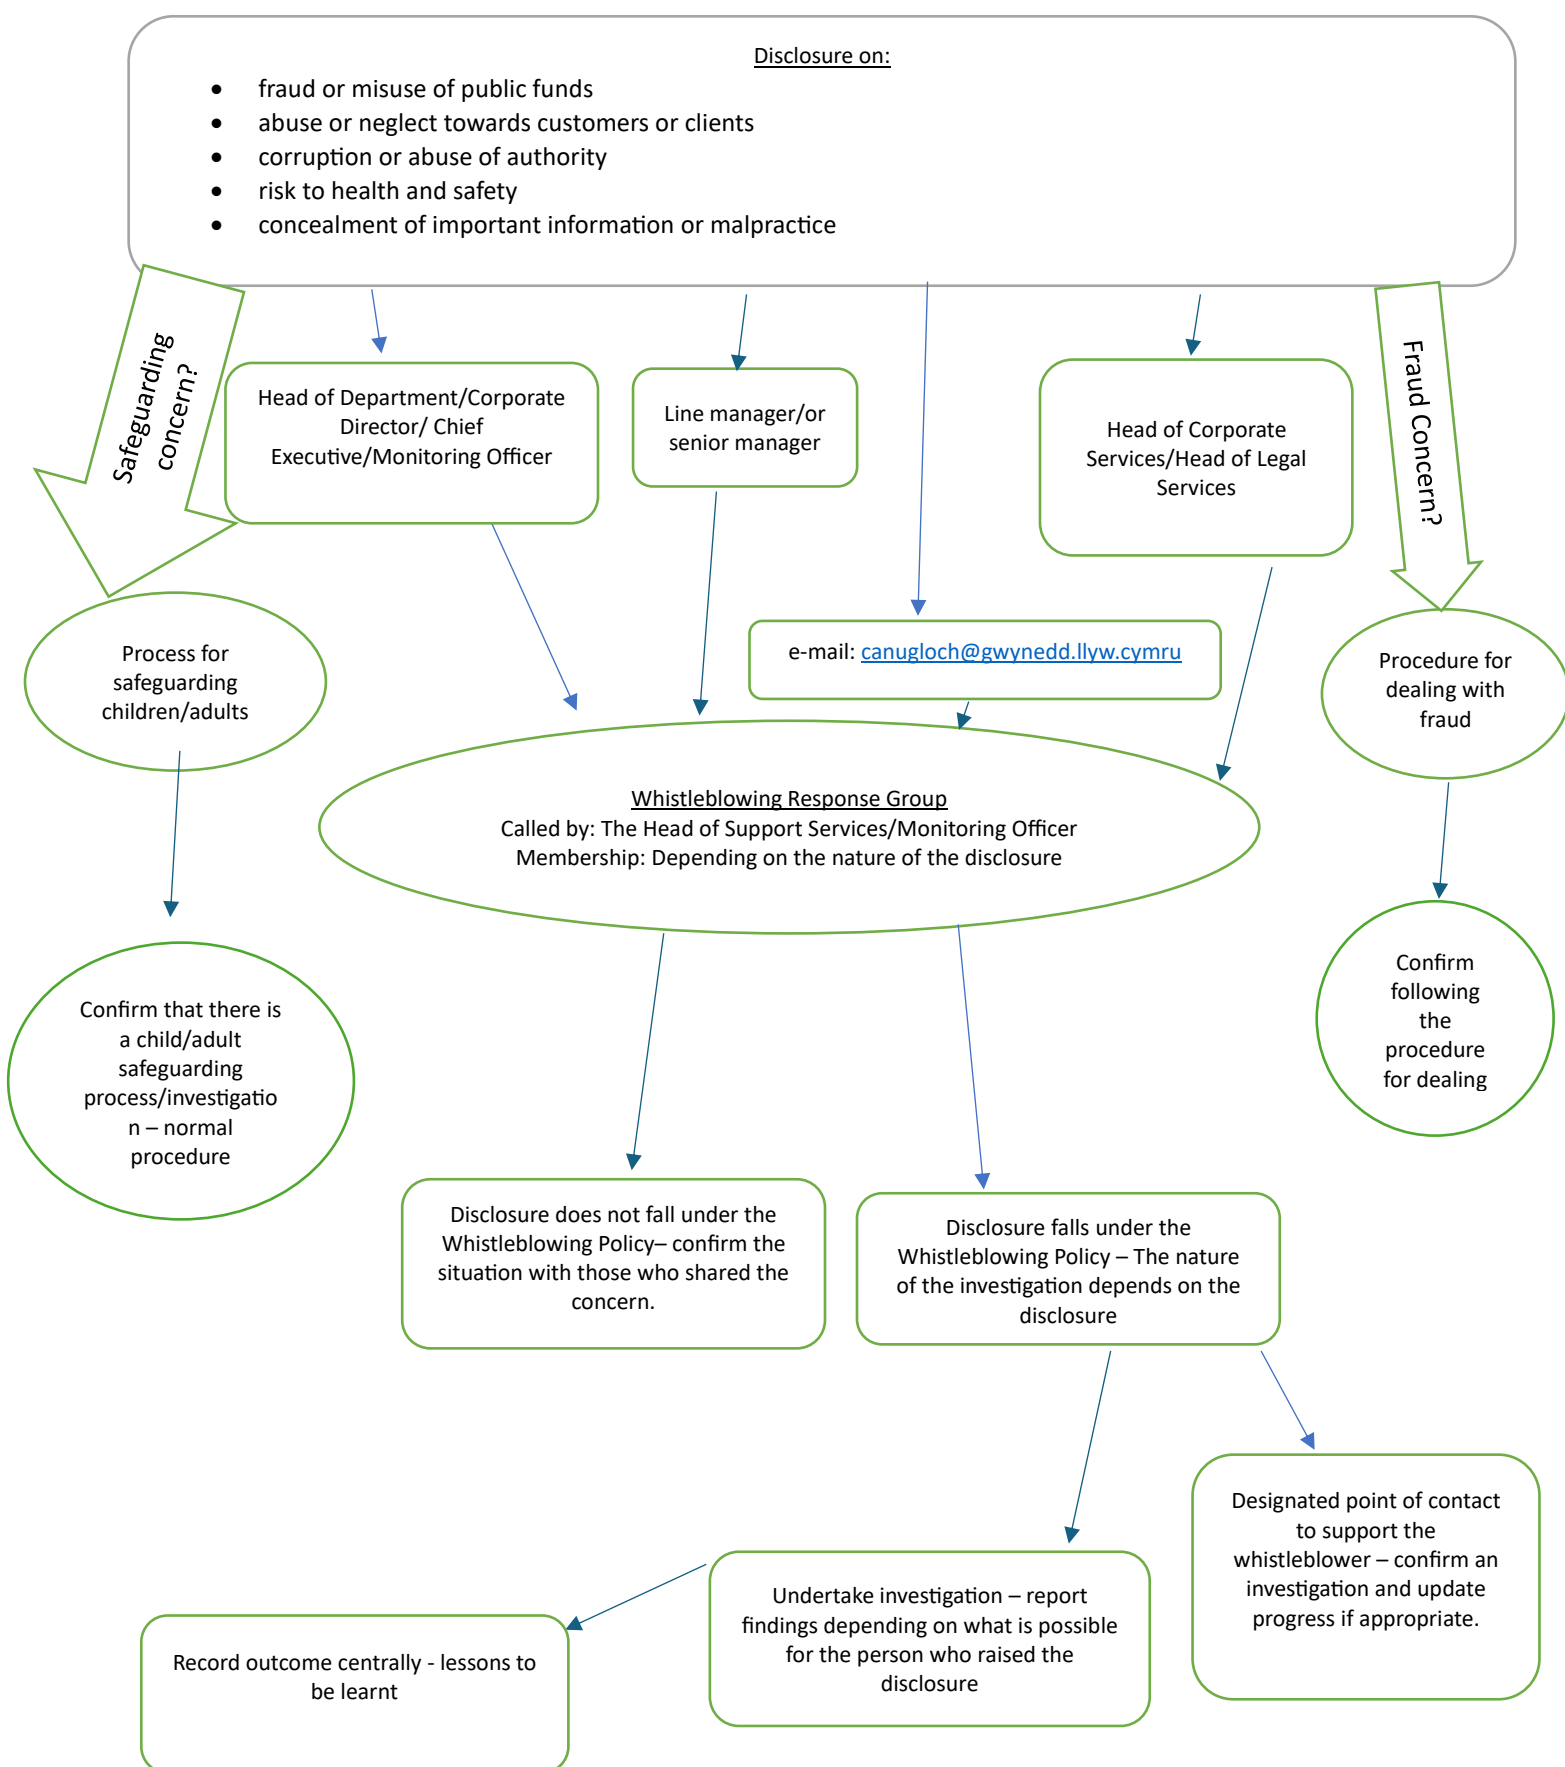 Disclosure on:
• fraud or misuse of public funds
• abuse or neglect towards customers or clients
• corruption or abuse of authority
• risk to health and safety
• concealment of important information or malpractice
Safeguarding
concern?
Head of Department/Corporate
Director/ Chief
Executive/Monitoring Officer
Line manager/or
senior manager
Head of Corporate
Services/Head of Legal
Services
Fraud Concern?
Process for
safeguarding
children/adults
e-mail: canugloch@gwynedd.llyw.cymru
Procedure for
dealing with
fraud
Whistleblowing Response Group
Called by: The Head of Support Services/Monitoring Officer
Membership: Depending on the nature of the disclosure
Confirm that there is
a child/adult
safeguarding
process/investigatio
n – normal
procedure
Confirm
following
the
procedure
for dealing
Disclosure does not fall under the
Whistleblowing Policy– confirm the
situation with those who shared the
concern.
Disclosure falls under the
Whistleblowing Policy – The nature
of the investigation depends on the
disclosure
Designated point of contact
to support the
whistleblower – confirm an
investigation and update
progress if appropriate.
Undertake investigation – report
findings depending on what is possible
for the person who raised the
disclosure
Record outcome centrally - lessons to
be learnt